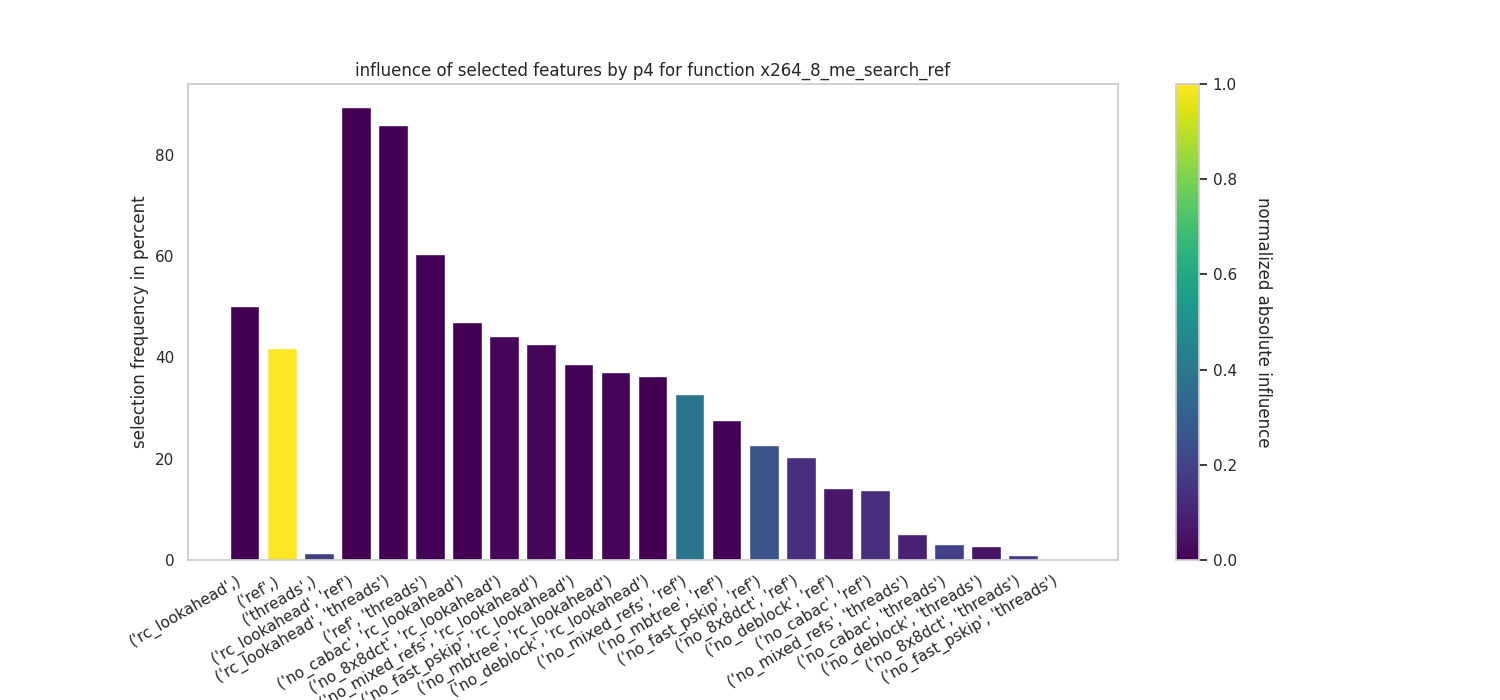 influence of selected features by p4 for function x264_8_me_search_ref
selection frequency in percent
80
60
40
20
0
('rc_lookahead',)
('ref',)
('threads',)
('rc_lookahead', 'ref')
('rc_lookahead', 'threads')
('ref', 'threads')
('no_cabac', 'rc_lookahead')
('no_8x8dct', 'rc_lookahead')
'no_mixed_refs', 'rc_lookahead')
('no_fast_pskip', 'rc_lookahead')
('no_mbtree', 'rc_lookahead')
('no_deblock', 'rc_lookahead')
('no_mixed_refs', 'ref')
('no_mbtree', 'ref')
('no_fast_pskip', 'ref')
('no_8x8dct', 'ref')
('no_deblock', 'ref')
('no_cabac', 'ref')
('no_mixed_refs', 'threads')
('no_cabac', 'threads')
('no_deblock', 'threads')
('no_8x8dct', 'threads')
('no_fast_pskip', 'threads')
1.0
0.8
0.6
0.4
0.2
0.0
normalized absolute influence